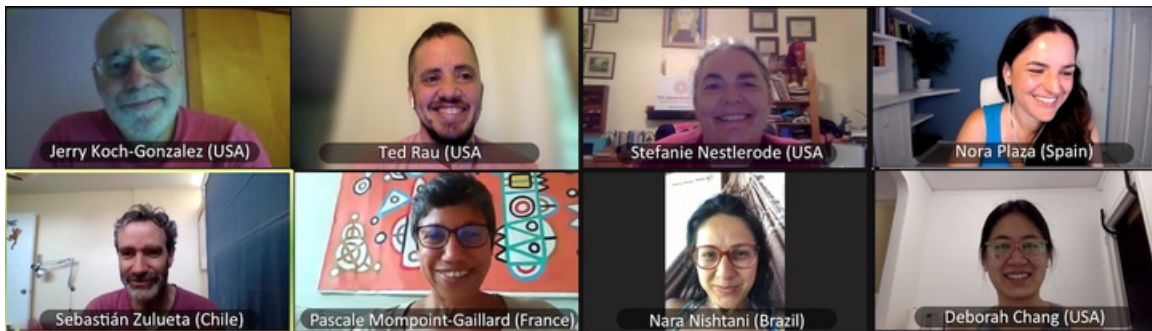 Jerry Koch-Gonzalez (USA)
Ted Rau (USA
Stefanie Nestlerode (USA
Nora Plaza (Spain)
Sebastián Zulueta (Chile)
Pascale Mompoint-Gaillard (France)
Nara Nishtani (Brazil)
Deborah Chang (USA)